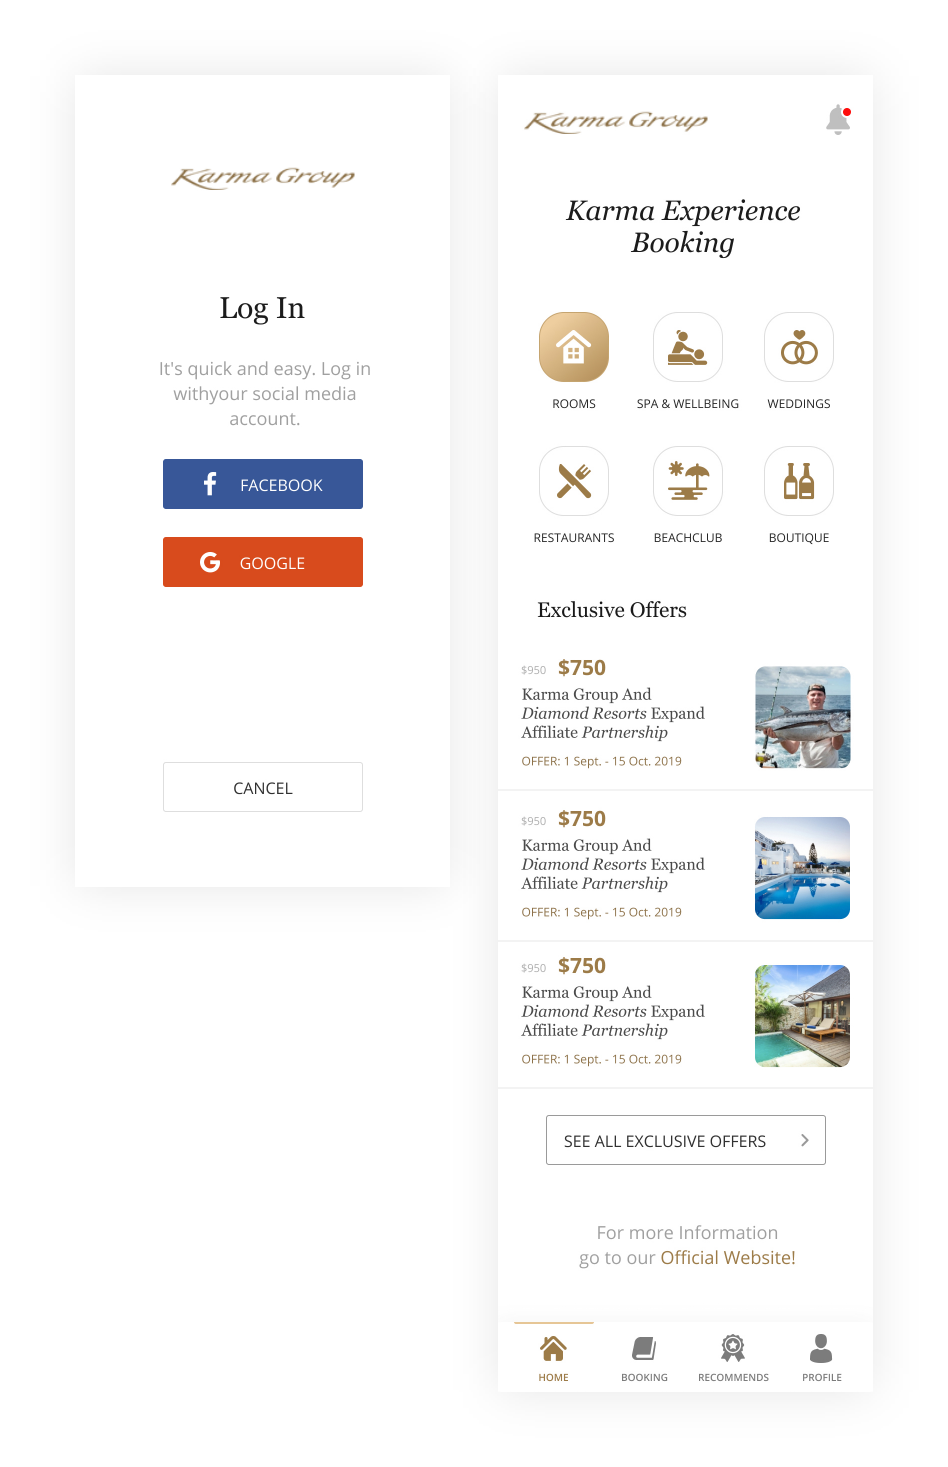 Karma Group
Log In
It's quick and easy. Log in
withyour social media
account.
FACEBOOK
GOOGLE
CANCEL
Karma Group
Karma Experience
Booking
ROOMS
SPA & WELLBEING
WEDDINGS
RESTAURANTS
BEACHCLUB
BOUTIQUE
Exclusive Offers
$950 $750
Karma Group And
Diamond Resorts Expand
Affiliate Partnership
OFFER: 1 Sept. - 15 Oct. 2019
$950 $750
Karma Group And
Diamond Resorts Expand
Affiliate Partnership
OFFER: 1 Sept. - 15 Oct. 2019
$950 $750
Karma Group And
Diamond Resorts Expand
Affiliate Partnership
OFFER: 1 Sept. - 15 Oct. 2019
SEE ALL EXCLUSIVE OFFERS
For more Information
go to our Official Website!
HOME
BOOKING
RECOMMENDS
PROFILE